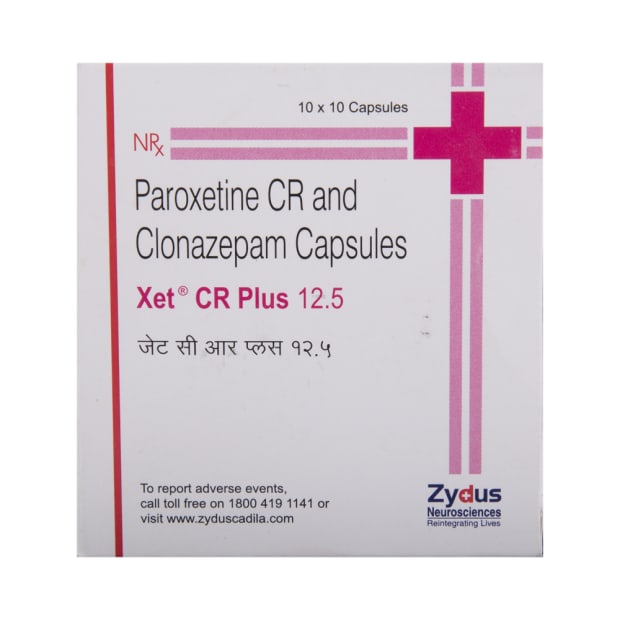 10 x 10 Capsules
NRx
Paroxetine CR and
Clonazepam Capsules
Xet® CR Plus 12.5
जेट सी आर प्लस १२.५
To report adverse events,
call toll free on 1800 419 1141 or
visit www.zyduscadila.com
Zydus
Neurosciences
Reintegrating Lives